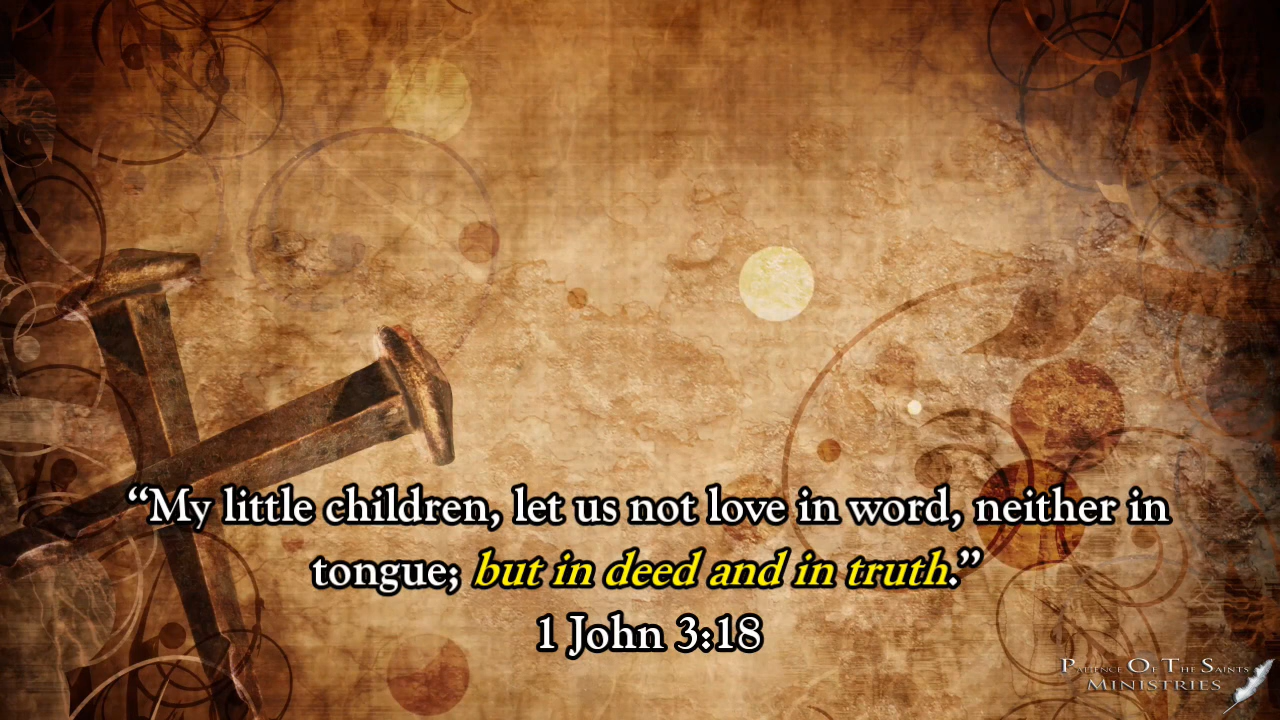 “My little children, let us not love in word, neither in
tongue; but in deed and in truth.”
1 John 3:18
Patience Of The Saints
Ministries